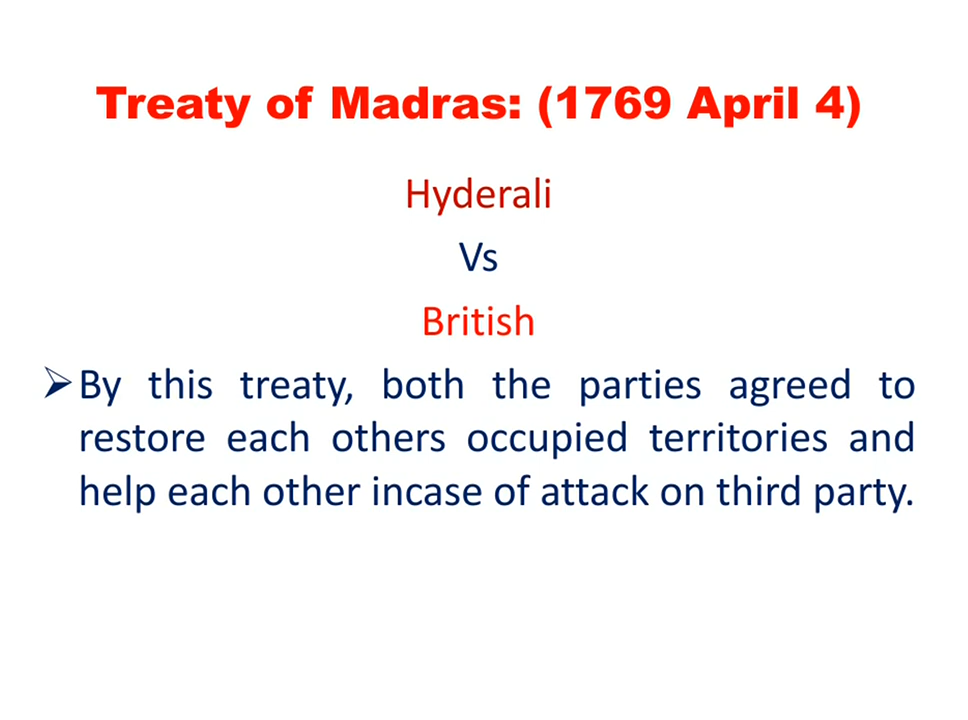 Treaty of Madras: (1769 April 4)
Hyderali
Vs
British
➢By this treaty, both the parties agreed to
restore each others occupied territories and
help each other incase of attack on third party.